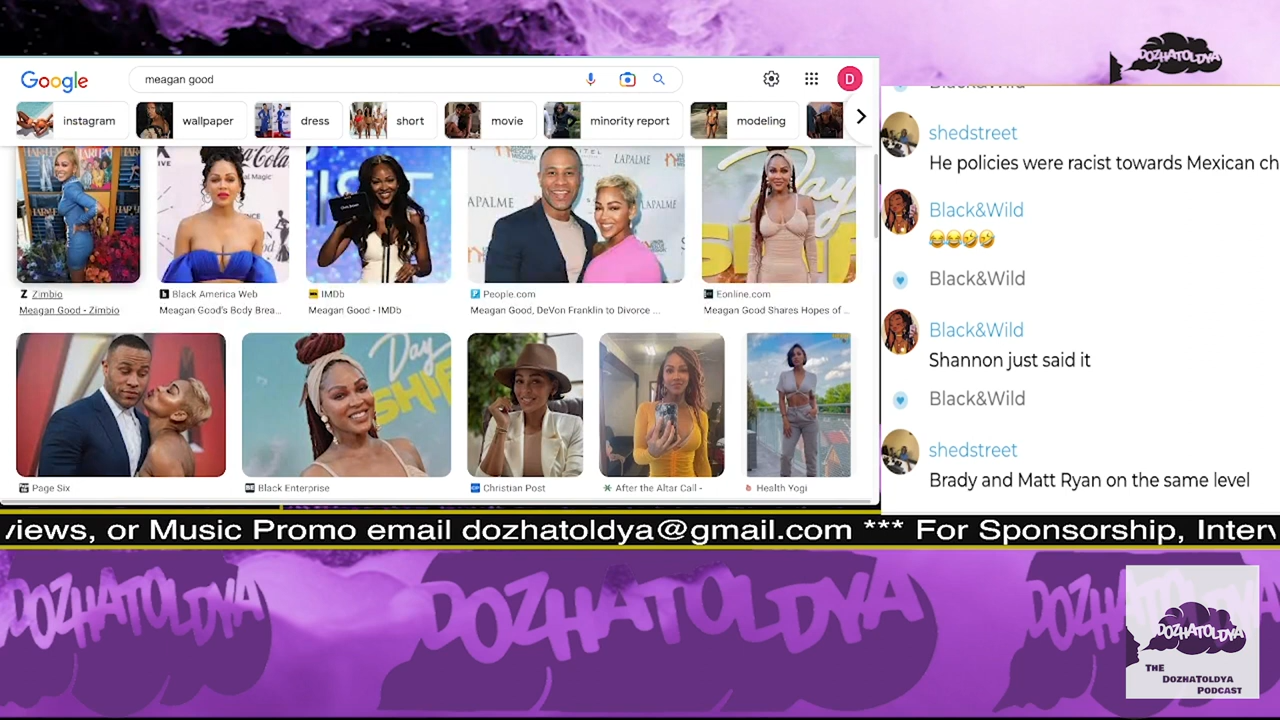 DOZHATOLDYA
Google
meagan good
D
instagram
wallpaper
dress
short
movie
minority report
modeling
Zimbio
Meagan Good - Zimbio
Black America Web
Meagan Good's Body Brea...
IMDb
Meagan Good - IMDb
People.com
Meagan Good, DeVon Franklin to Divorce ...
Eonline.com
Meagan Good Shares Hopes of ..
Page Six
Black Enterprise
Christian Post
After the Altar Call -
Health Yogi
Black&Wild
shedstreet
He policies were racist towards Mexican ch
Black&Wild
Black&Wild
Black&Wild
Shannon just said it
Black&Wild
shedstreet
Brady and Matt Ryan on the same level
views, or Music Promo email dozhatoldya@gmail.com *** For Sponsorship, Interv
DOZHATOLDYA
DOZHATOLDYA
DOZHATOLDYA
THE
DOZHATOLDYA
PODCAST